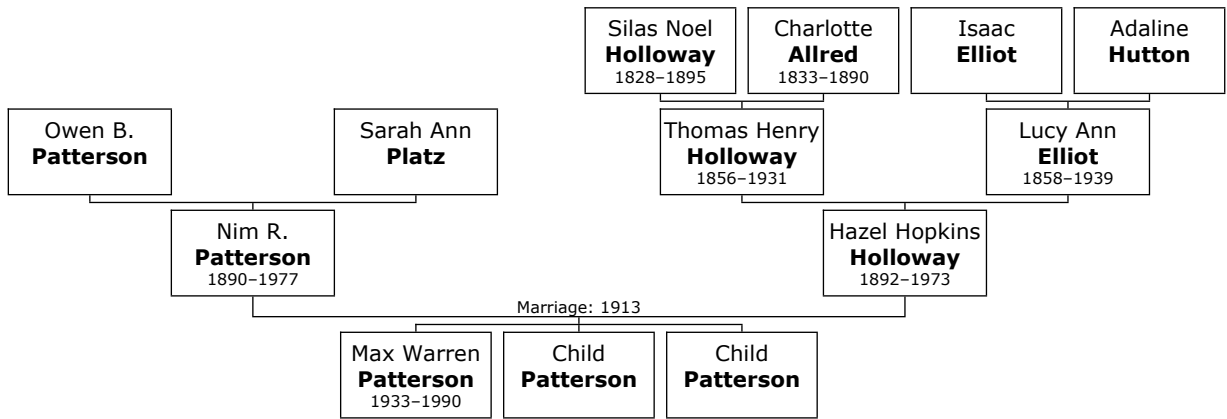 Silas Noel
Holloway
1828–1895
Charlotte
Allred
1833–1890
Isaac
Elliot
Adaline
Hutton
Owen B.
Patterson
Sarah Ann
Platz
Thomas Henry
Holloway
1856–1931
Lucy Ann
Elliot
1858–1939
Nim R.
Patterson
1890–1977
Hazel Hopkins
Holloway
1892–1973
Marriage: 1913
Max Warren
Patterson
1933–1990
Child
Patterson
Child
Patterson